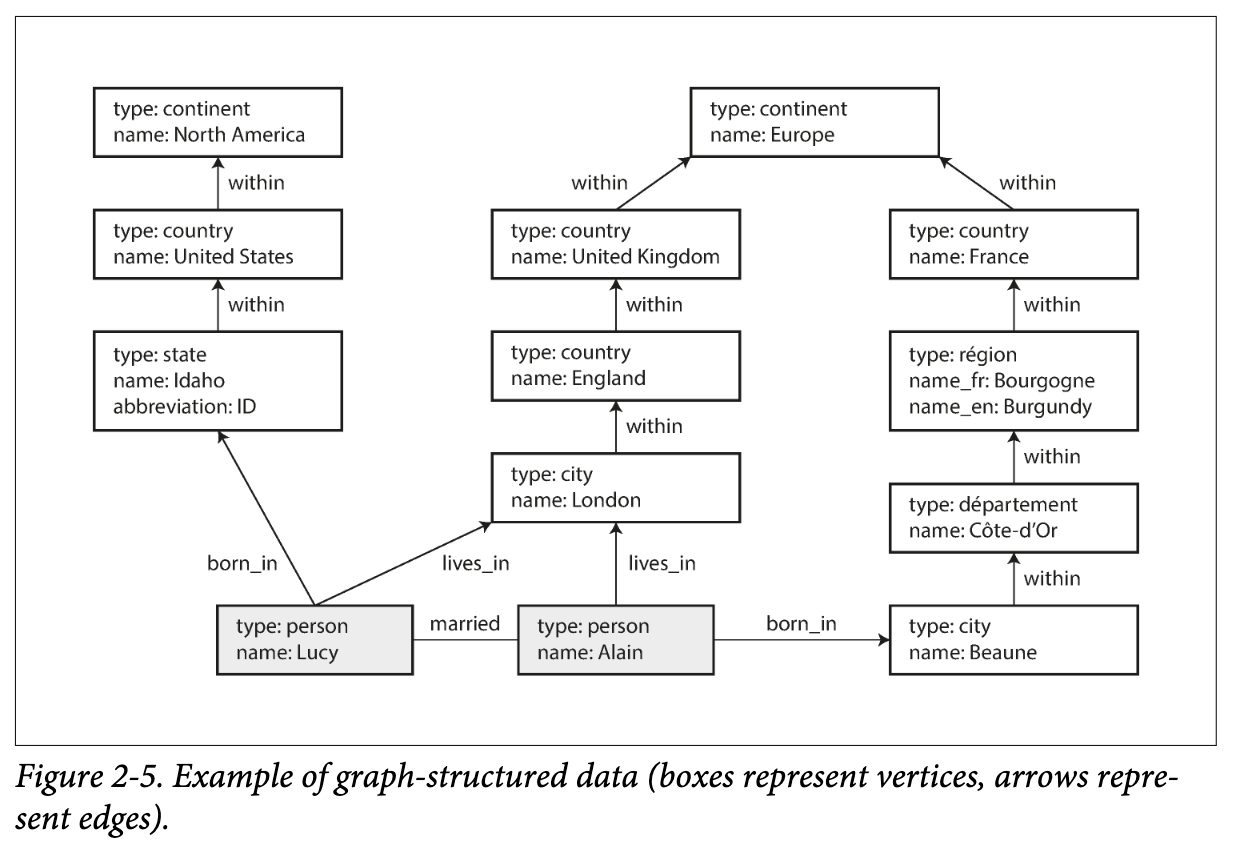 type: continent
name: North America
type: continent
name: Europe
within
within
within
type: country
name: United States
type: country
name: United Kingdom
type: country
name: France
within
within
within
type: state
name: Idaho
abbreviation: ID
type: country
name: England
type: région
name_fr: Bourgogne
name_en: Burgundy
within
within
type: city
name: London
type: département
name: Côte-d'Or
born_in
lives_in
lives_in
within
type: person
name: Lucy
married
type: person
name: Alain
born_in
type: city
name: Beaune
Figure 2-5. Example of graph-structured data (boxes represent vertices, arrows repre-
sent edges).